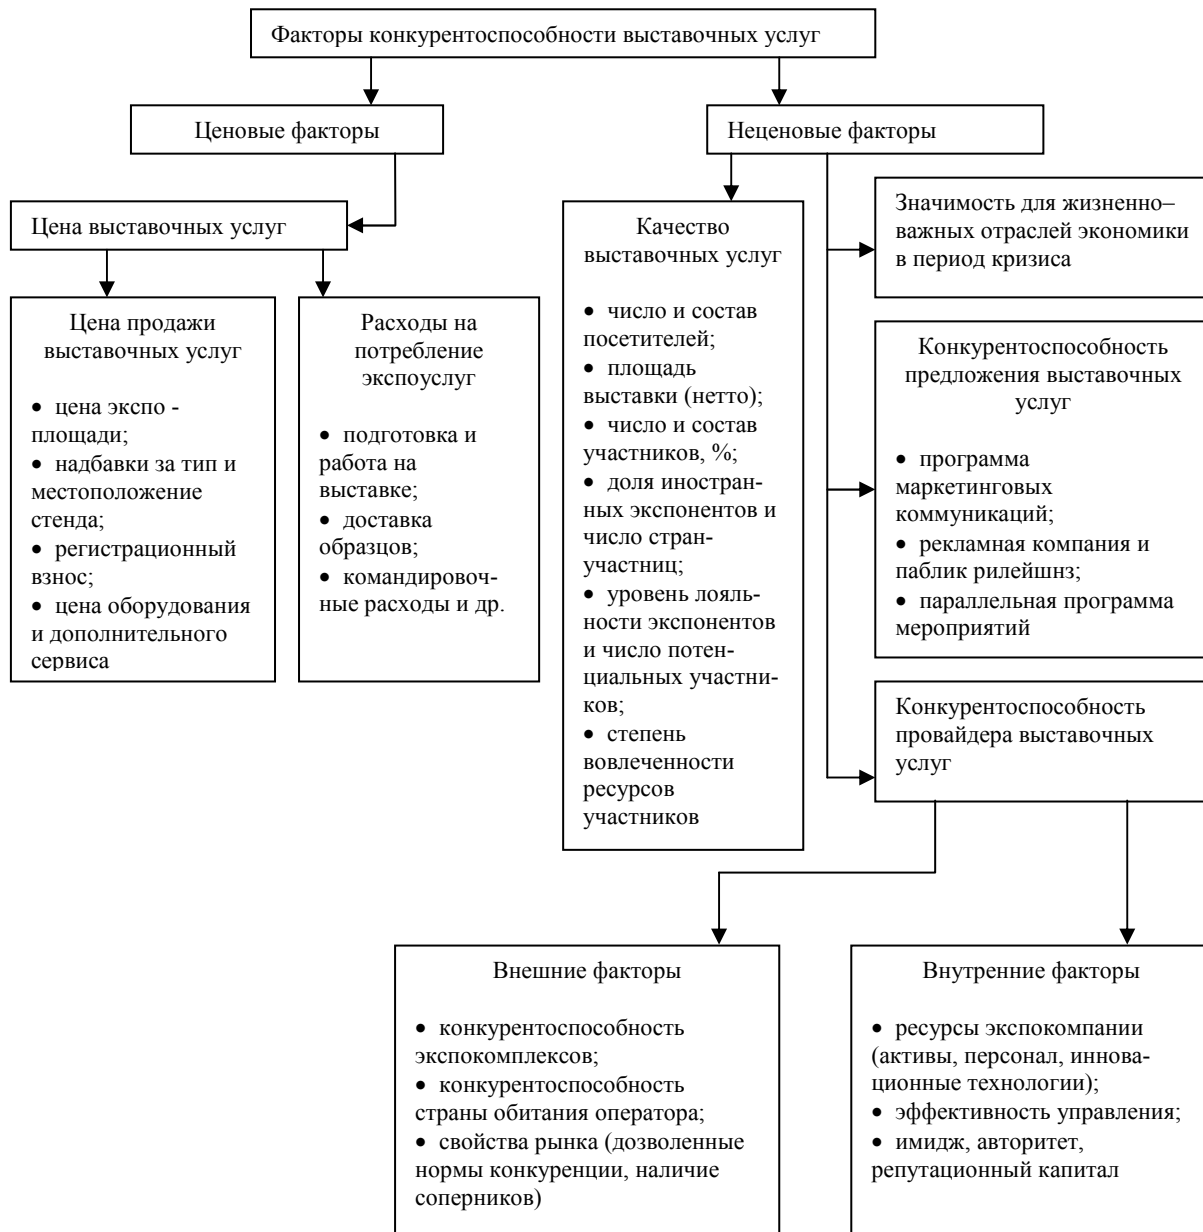 Факторы конкурентоспособности выставочных услуг
Ценовые факторы
Неценовые факторы
Цена выставочных услуг
Цена продажи
выставочных услуг
• цена экспо -
площади;
• надбавки за тип и
местоположение
стенда;
• регистрационный
взнос;
• цена оборудования
и дополнительного
сервиса
Расходы на
потребление
экспоуслуг
• подготовка и
работа на
выставке;
• доставка
образцов;
• командировоч-
ные расходы и др.
Качество
выставочных услуг
• число и состав
посетителей;
• площадь
выставки (нетто);
• число и состав
участников, %;
• доля иностран-
ных экспонентов и
число стран-
участниц;
• уровень лояль-
ности экспонентов
и число потен-
циальных участни-
ков;
• степень
вовлеченности
ресурсов
участников
Значимость для жизненно–
важных отраслей экономики
в период кризиса
Конкурентоспособность
предложения выставочных
услуг
• программа
маркетинговых
коммуникаций;
• рекламная компания и
паблик рилейшнз;
• параллельная программа
мероприятий
Конкурентоспособность
провайдера выставочных
услуг
Внешние факторы
• конкурентоспособность
экспокомплексов;
• конкурентоспособность
страны обитания оператора;
• свойства рынка (дозволенные
нормы конкуренции, наличие
соперников)
Внутренние факторы
• ресурсы экспокомпании
(активы, персонал, иннова-
ционные технологии);
• эффективность управления;
• имидж, авторитет,
репутационный капитал